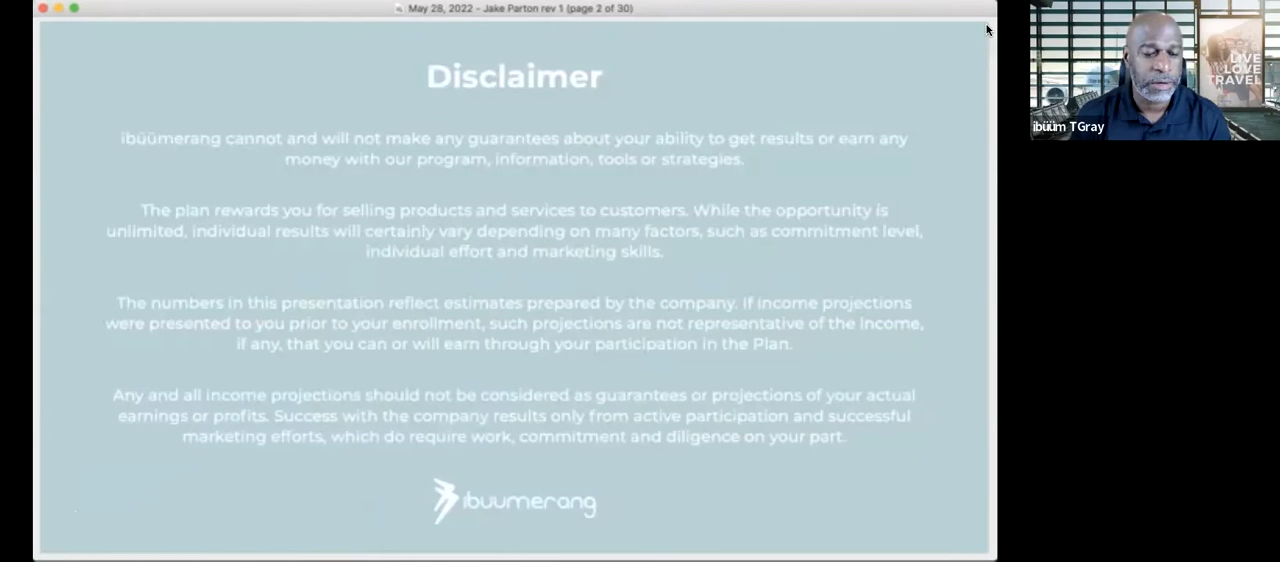 May 28, 2022 - Jake Parton rev 1 (page 2 of 30)
Disclaimer
ibüümerang cannot and will not make any guarantees about your ability to get results or earn any
money with our program, information, tools or strategies.
The plan rewards you for selling products and services to customers. While the opportunity is
unlimited, individual results will certainly vary depending on many factors, such as commitment level,
individual effort and marketing skills.
The numbers in this presentation reflect estimates prepared by the company. If income projections
were presented to you prior to your enrollment, such projections are not representative of the income,
if any, that you can or will earn through your participation in the Plan.
Any and all income projections should not be considered as guarantees or projections of your actual
earnings or profits. Success with the company results only from active participation and successful
marketing efforts, which do require work, commitment and diligence on your part.
ibuumerang
LIVE
LOVE
TRAVEL
ibüüm TGray